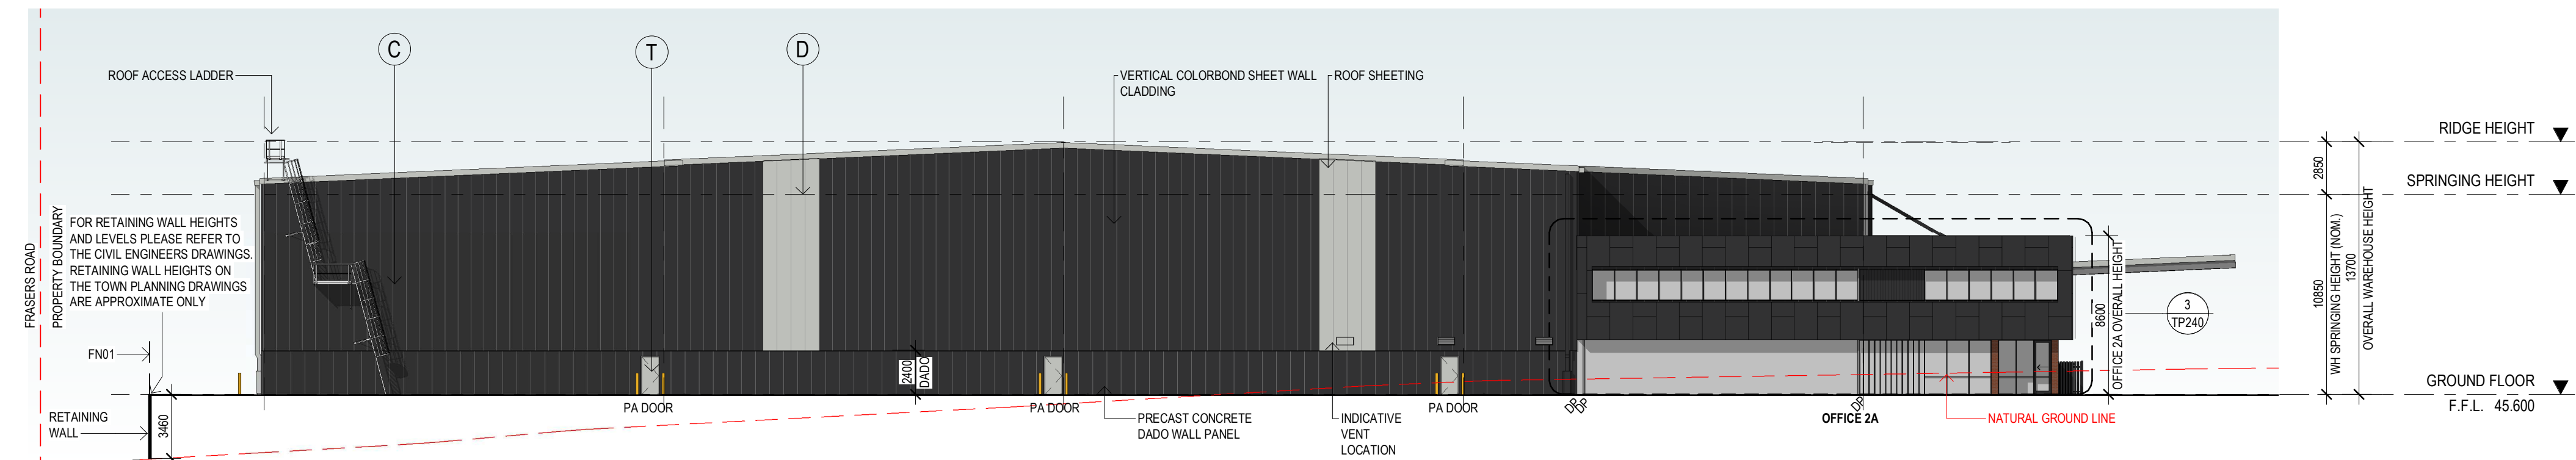 C
T
D
ROOF ACCESS LADDER
VERTICAL COLORBOND SHEET WALL
CLADDING
ROOF SHEETING
RIDGE HEIGHT
2850
SPRINGING HEIGHT
FRASERS ROAD
PROPERTY BOUNDARY
FOR RETAINING WALL HEIGHTS
AND LEVELS PLEASE REFER TO
THE CIVIL ENGINEERS DRAWINGS.
RETAINING WALL HEIGHTS ON
THE TOWN PLANNING DRAWINGS
ARE APPROXIMATE ONLY
10850
WH SPRINGING HEIGHT (NOM.)
13700
OVERALL WAREHOUSE HEIGHT
8600
OFFICE 2A OVERALL HEIGHT
3
TP240
FN01
2400
DADO
GROUND FLOOR
F.F.L. 45.600
RETAINING
WALL
3460
PA DOOR
PA DOOR
PA DOOR
PRECAST CONCRETE
DADO WALL PANEL
INDICATIVE
VENT
LOCATION
DP
DP
DP
OFFICE 2A
NATURAL GROUND LINE